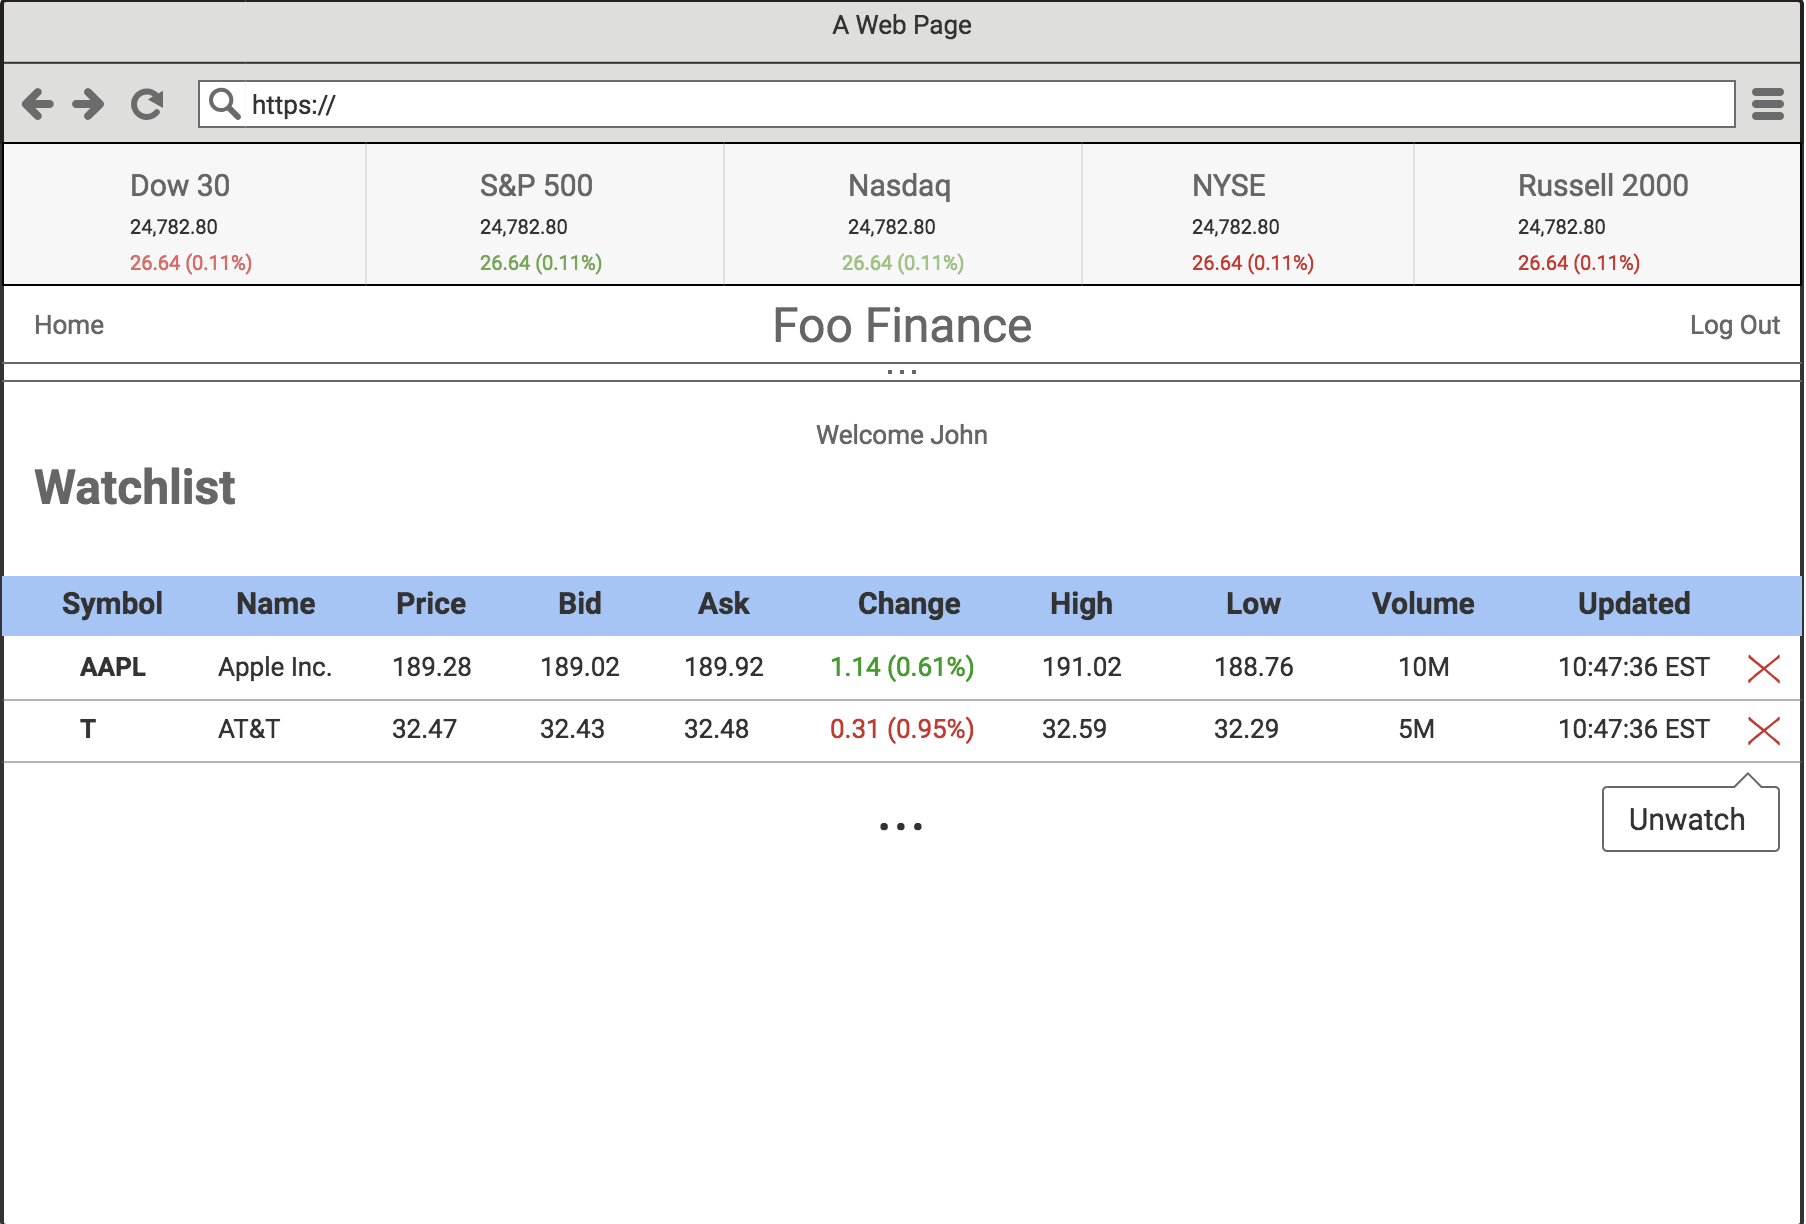 A Web Page
https://
Dow 30 S&P 500 Nasdaq NYSE Russell 2000
24,782.80 24,782.80 24,782.80 24,782.80 24,782.80
26.64 (0.11%) 26.64 (0.11%) 26.64 (0.11%) 26.64 (0.11%) 26.64 (0.11%)
Home Foo Finance Log Out
...
Welcome John
Watchlist
Symbol Name Price Bid Ask Change High Low Volume Updated
AAPL Apple Inc. 189.28 189.02 189.92 1.14 (0.61%) 191.02 188.76 10M 10:47:36 EST
T AT&T 32.47 32.43 32.48 0.31 (0.95%) 32.59 32.29 5M 10:47:36 EST
...
Unwatch